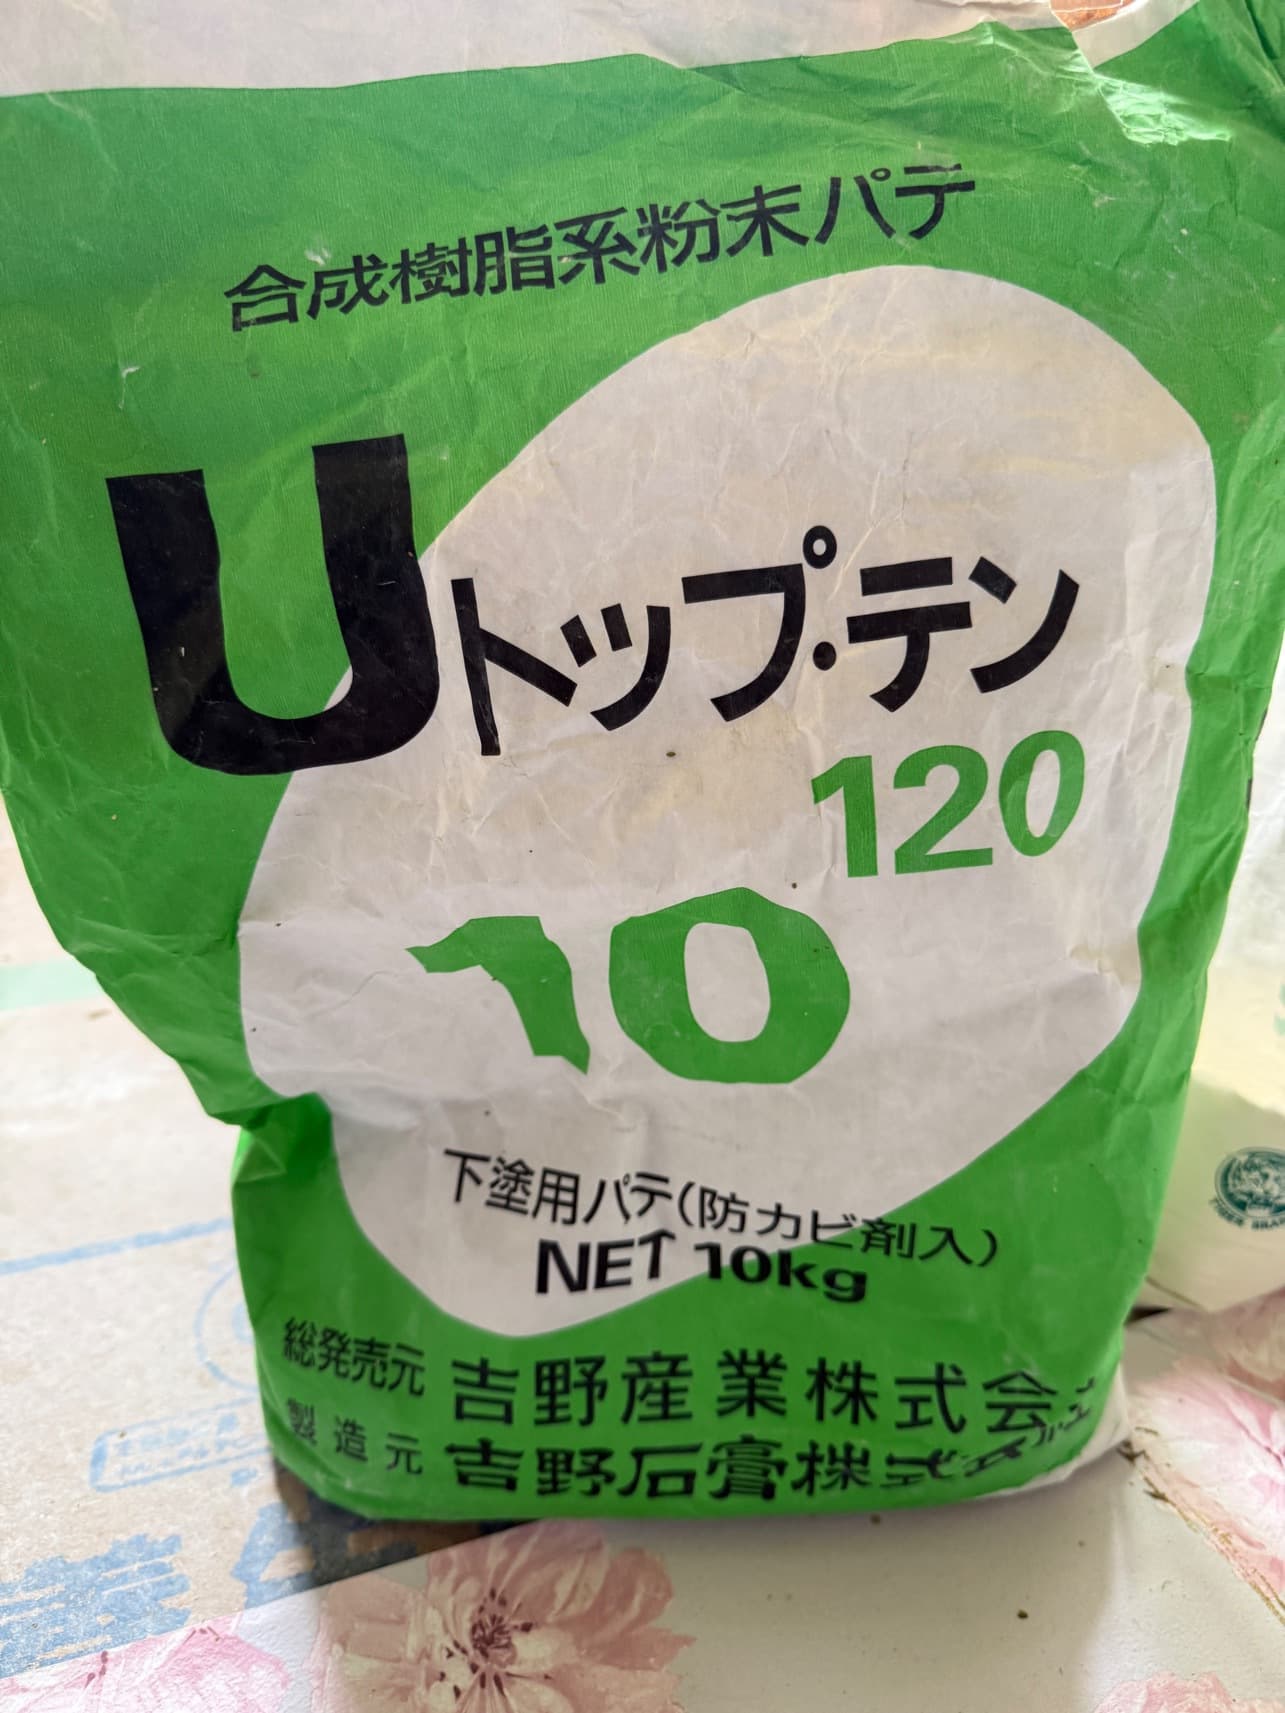 合成樹脂系粉末パテ
Uトップ・テン
120
10
下塗用パテ(防カビ剤入)
NET 10kg
総発売元 吉野産業株式会社
製造元 吉野石膏株式会社